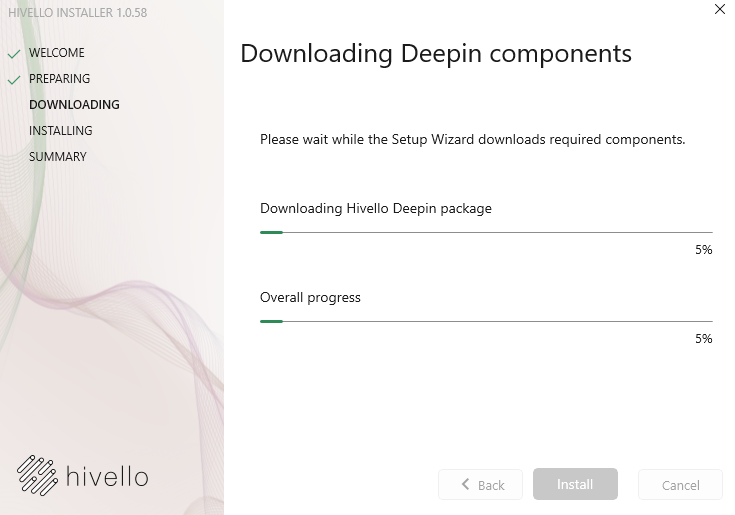 HIVELLO INSTALLER 1.0.58
WELCOME
PREPARING
DOWNLOADING
INSTALLING
SUMMARY
hivello
Downloading Deepin components
Please wait while the Setup Wizard downloads required components.
Downloading Hivello Deepin package
5%
Overall progress
5%
Back
Install
Cancel